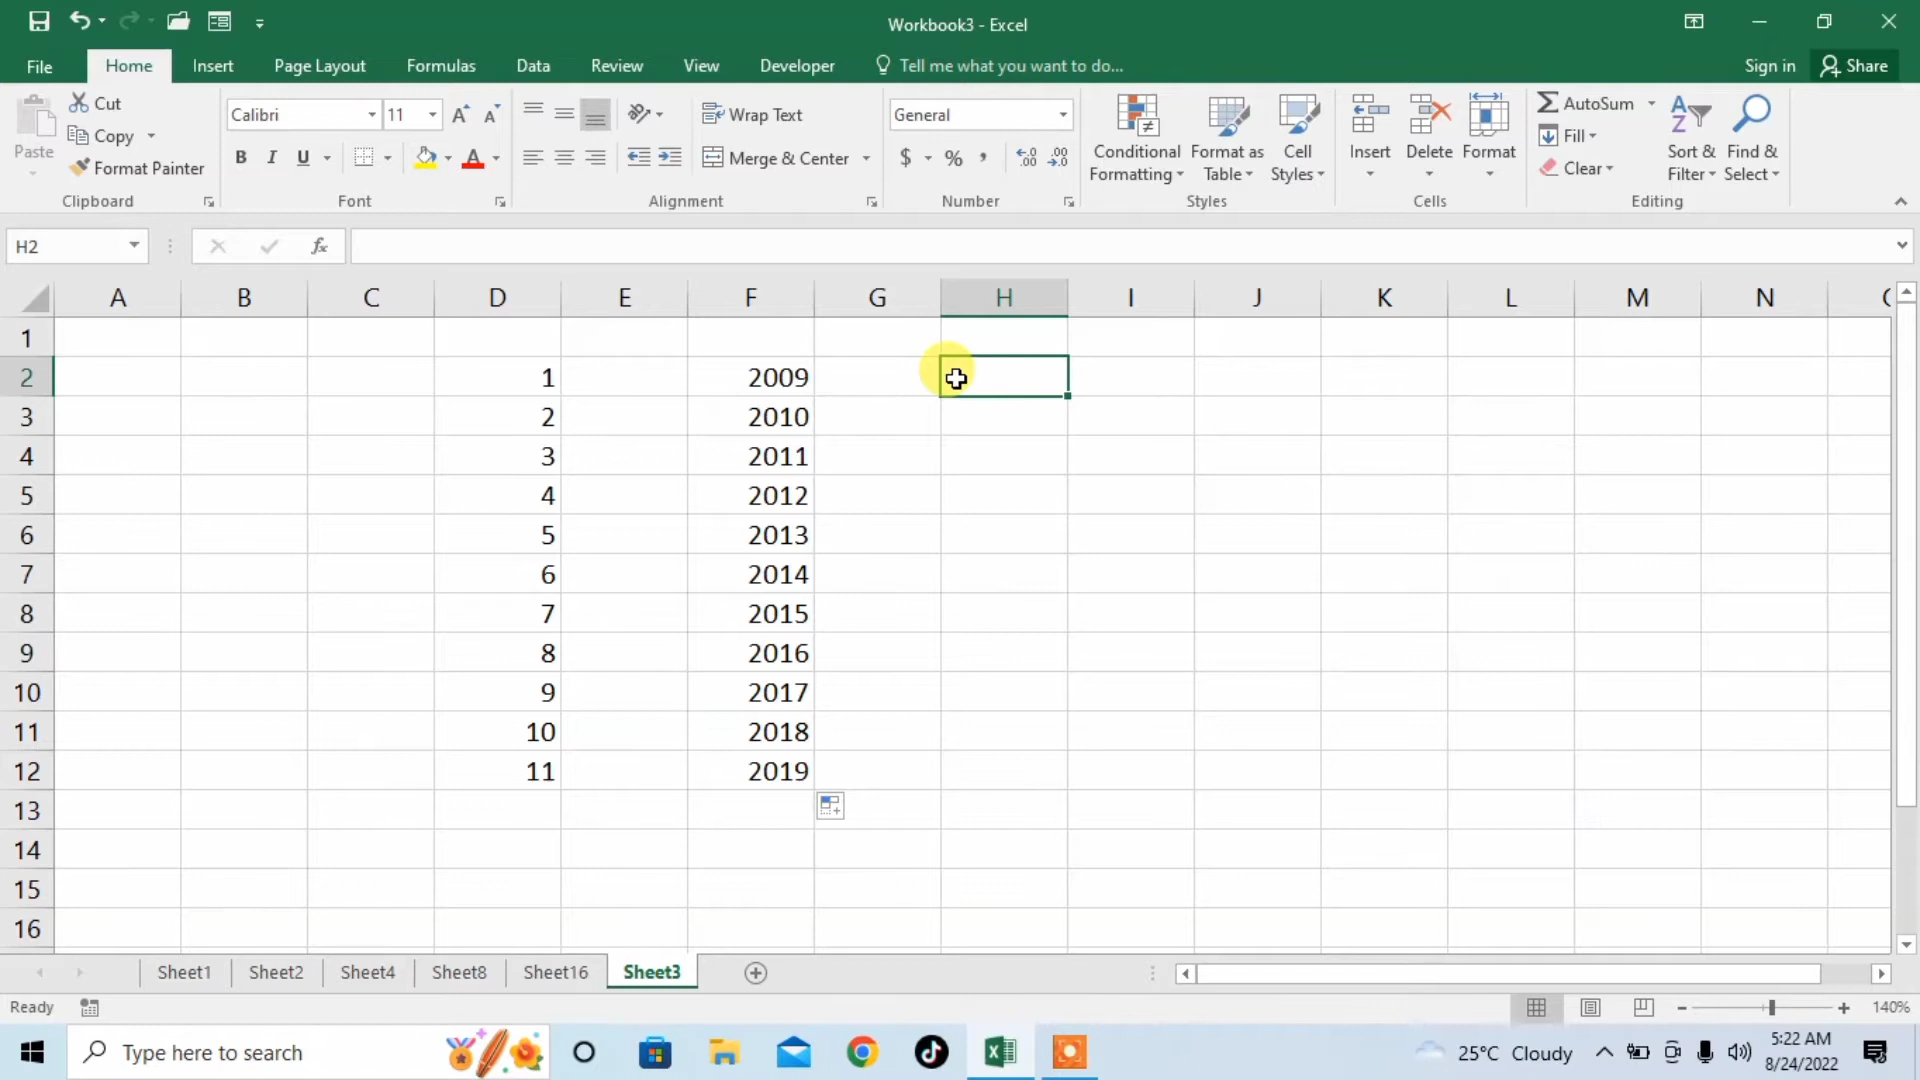 Workbook3 - Excel
File Home Insert Page Layout Formulas Data Review View Developer Tell me what you want to do... Sign in Share
Paste
Cut
Copy
Format Painter
Clipboard
Calibri 11
B I U
Font
Wrap Text
Merge & Center
Alignment
General
$ % ,
Number
Conditional Formatting
Format as Table
Cell Styles
Styles
Insert Delete Format
Cells
AutoSum
Fill
Clear
Sort & Filter
Find & Select
Editing
H2 fx
A B C D E F G H I J K L M N
1
2 1 2009
3 2 2010
4 3 2011
5 4 2012
6 5 2013
7 6 2014
8 7 2015
9 8 2016
10 9 2017
11 10 2018
12 11 2019
13
14
15
16
Sheet1 Sheet2 Sheet4 Sheet8 Sheet16 Sheet3
Ready 140%
Type here to search 25°C Cloudy 5:22 AM
8/24/2022